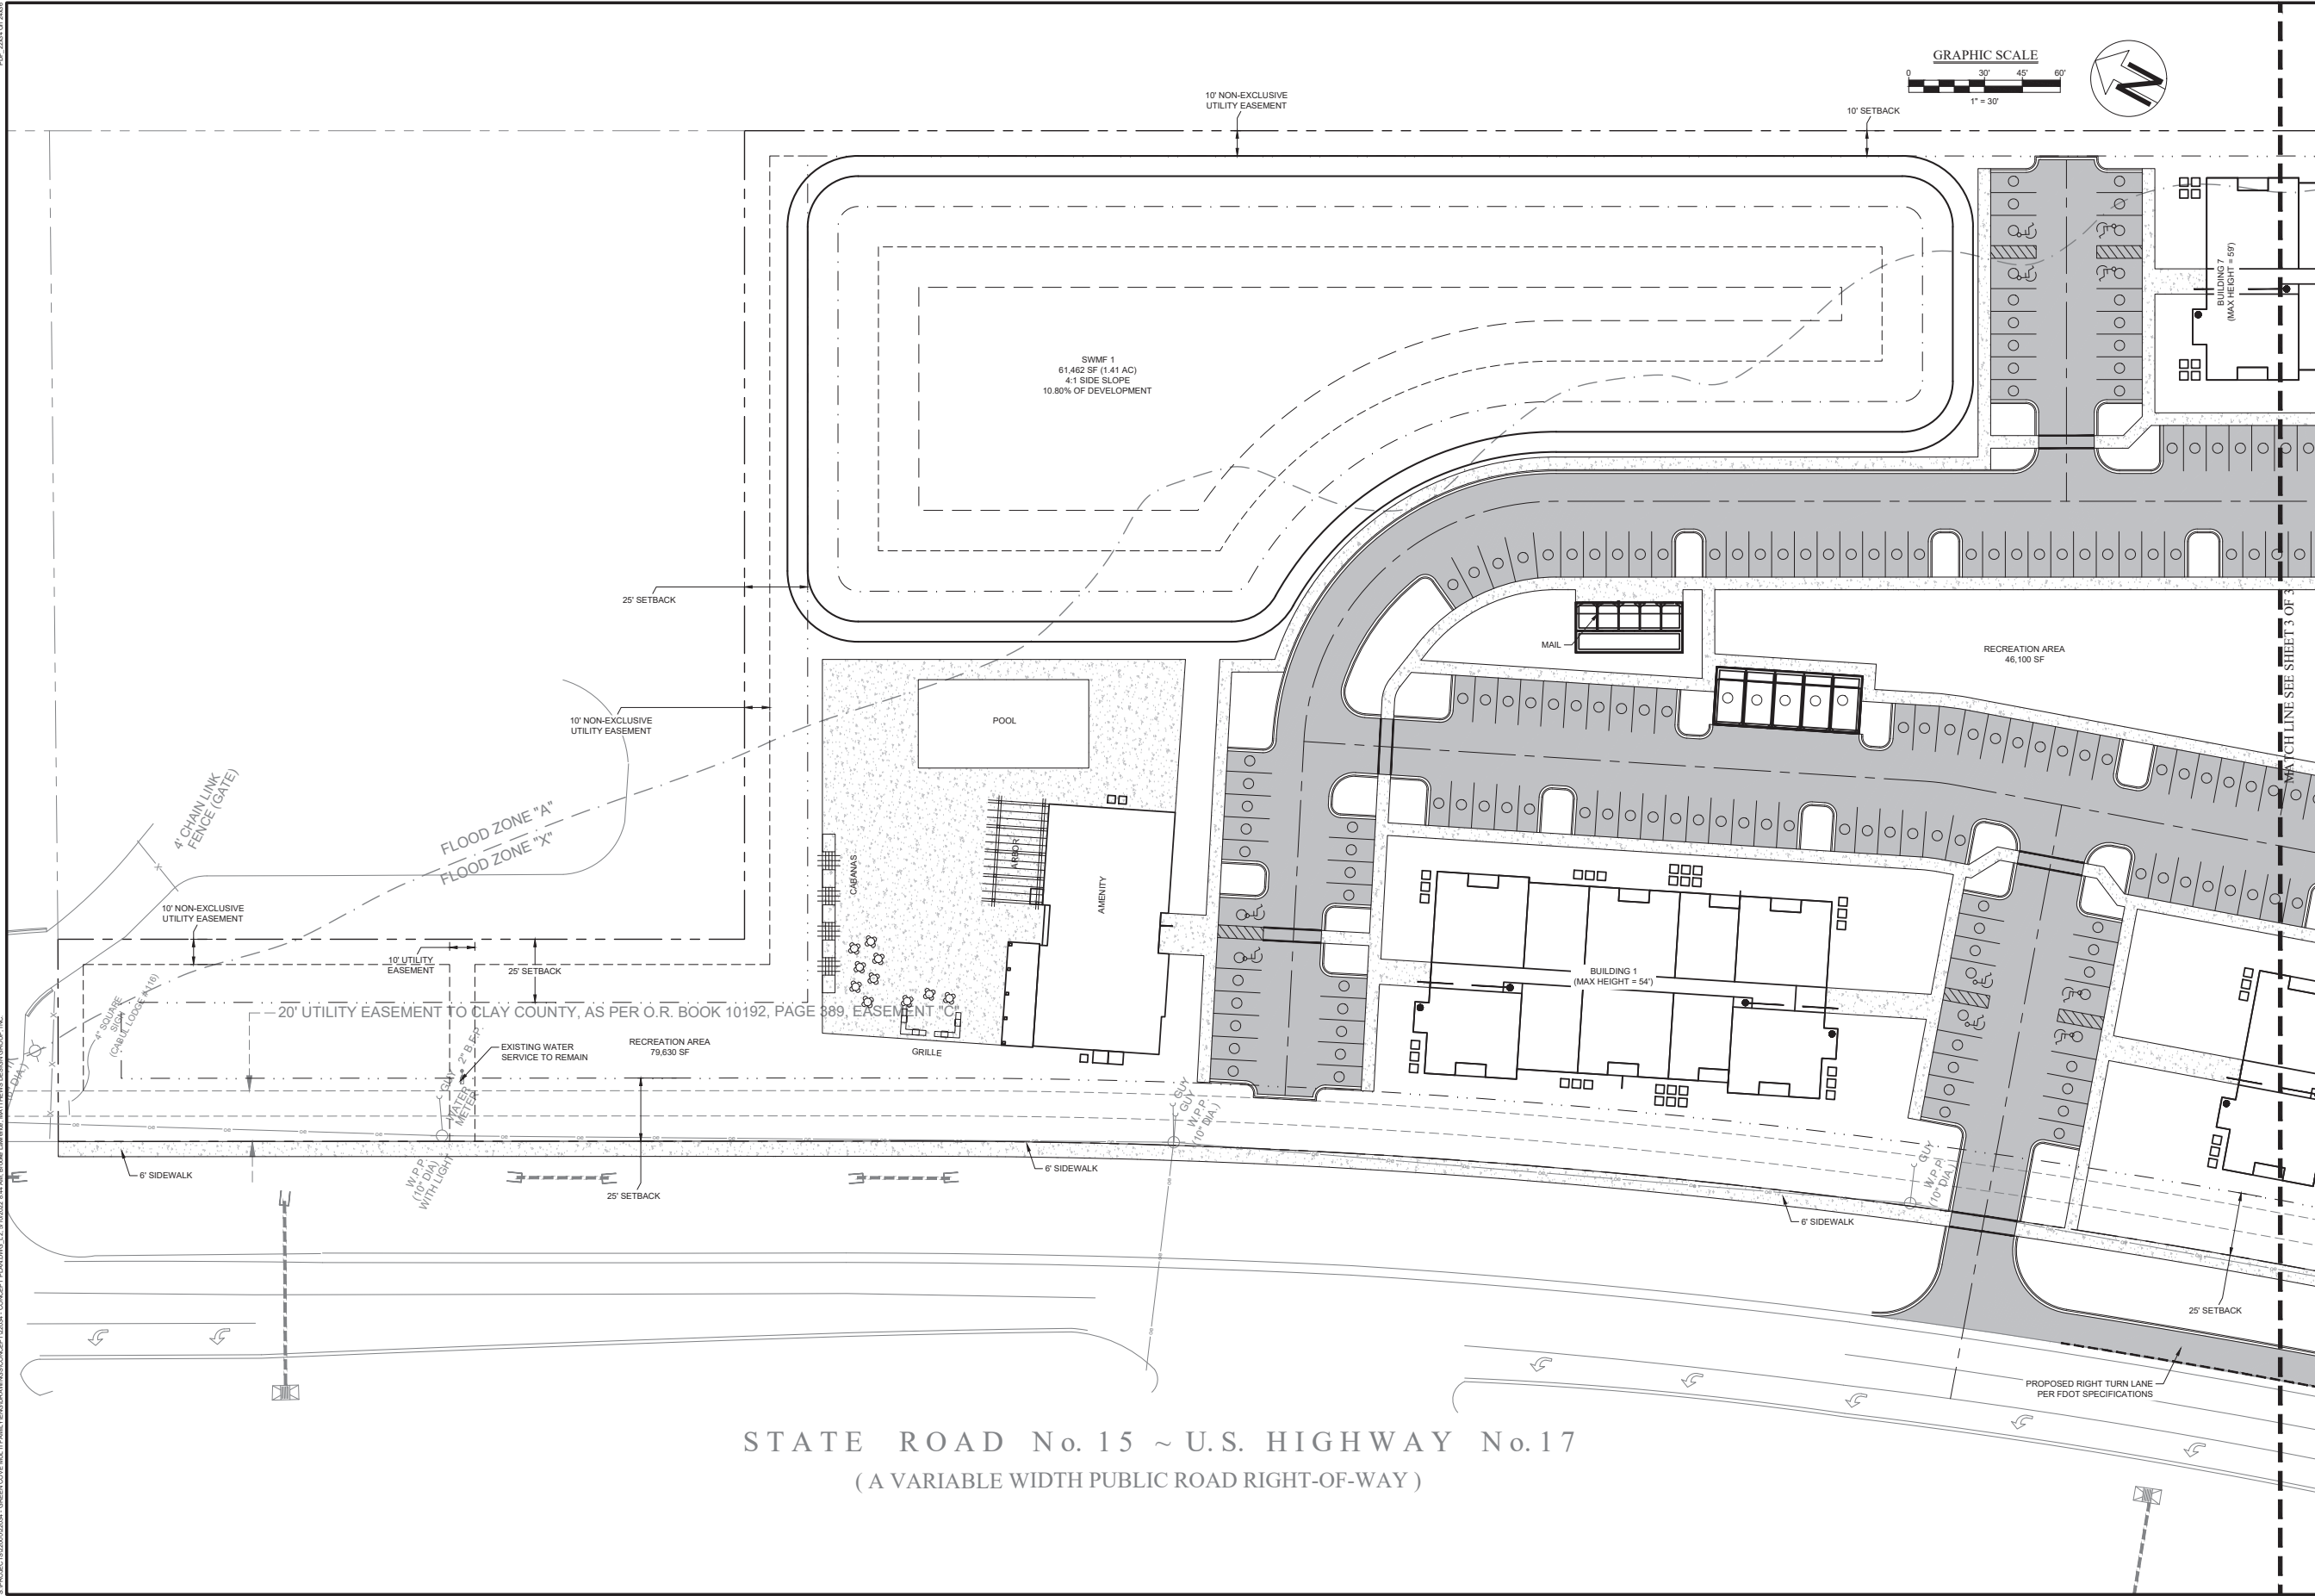 GRAPHIC SCALE
0 30' 45' 60'
1" = 30'
N
10' NON-EXCLUSIVE
UTILITY EASEMENT
10' SETBACK
BUILDING 7
(MAX HEIGHT = 59')
SWMF 1
61,462 SF (1.41 AC)
4:1 SIDE SLOPE
10.80% OF DEVELOPMENT
25' SETBACK
MAIL
RECREATION AREA
46,100 SF
MATCH LINE SEE SHEET 3 OF 3
10' NON-EXCLUSIVE
UTILITY EASEMENT
POOL
4' CHAIN LINK
FENCE (GATE)
FLOOD ZONE "A"
FLOOD ZONE "X"
CABANAS
ARBOR
AMENITY
10' NON-EXCLUSIVE
UTILITY EASEMENT
10' UTILITY
EASEMENT
25' SETBACK
BUILDING 1
(MAX HEIGHT = 54')
4" SQUARE
SIGN
20' UTILITY EASEMENT TO CLAY COUNTY, AS PER O.R. BOOK 10192, PAGE 389, EASEMENT "C"
EXISTING WATER
SERVICE TO REMAIN
RECREATION AREA
79,630 SF
GRILLE
GUY
2" B.F.P.
WATER
METER
GUY
GUY
W.P.P.
(10" DIA.)
GUY
W.P.P.
(10" DIA.)
6' SIDEWALK
W.P.P.
(10" DIA)
WITH LIGHT
25' SETBACK
6' SIDEWALK
6' SIDEWALK
25' SETBACK
PROPOSED RIGHT TURN LANE
PER FDOT SPECIFICATIONS
STATE ROAD No. 15 ~ U.S. HIGHWAY No. 17
( A VARIABLE WIDTH PUBLIC ROAD RIGHT-OF-WAY )